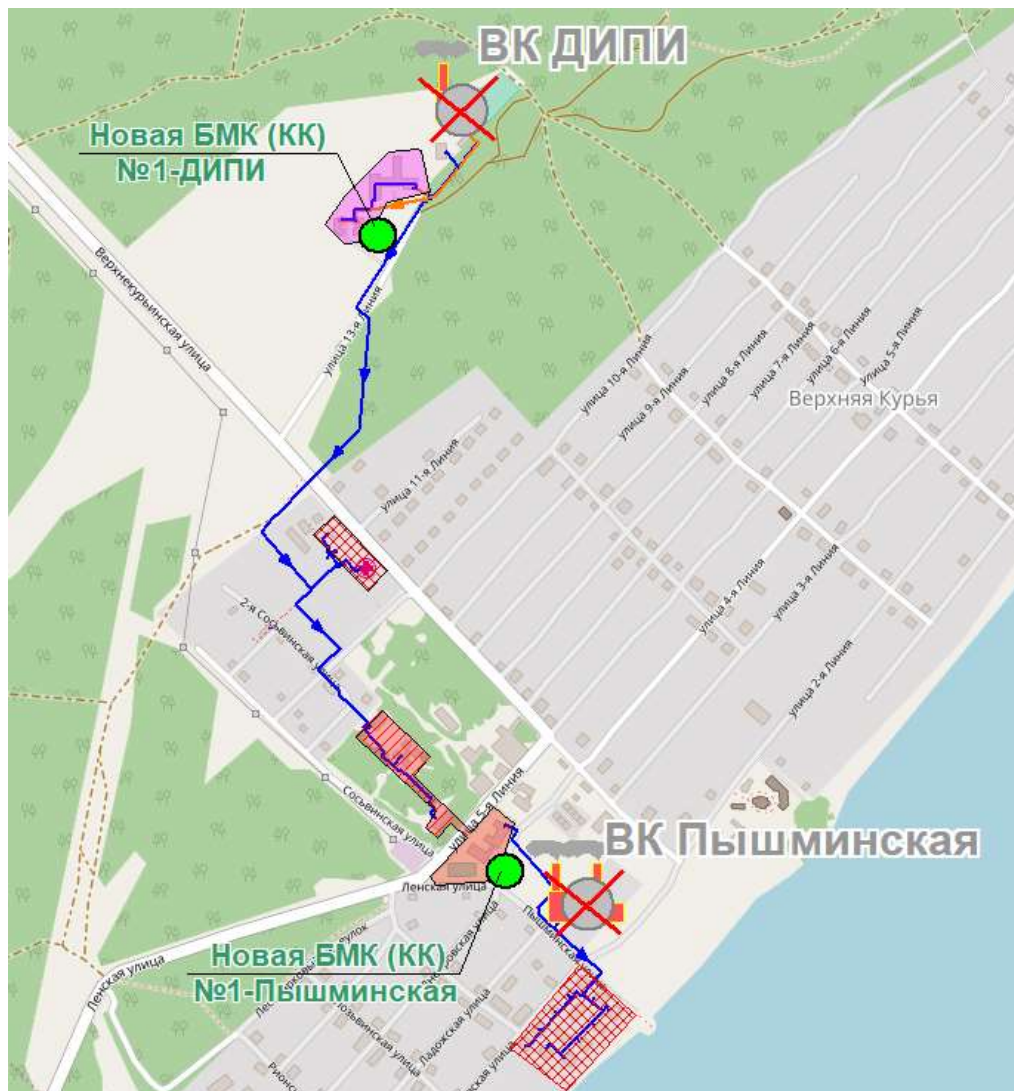 ВК ДИПИ
Новая БМК (КК)
№1-ДИПИ
Верхнекурьинская улица
улица 13-я Линия
улица 10-я Линия
улица 9-я Линия
улица 8-я Линия
улица 7-я Линия
улица 6-я Линия
улица 5-я Линия
Верхняя Курья
улица 11-я Линия
улица 4-я Линия
улица 3-я Линия
2-я Сосьвинская улица
улица 2-я Линия
Сосьвинская улица
улица 5-я Линия
ВК Пышминская
Ленская улица
Пышминская
Новая БМК (КК)
№1-Пышминская
Ленская улица
Ладожская улица
улица